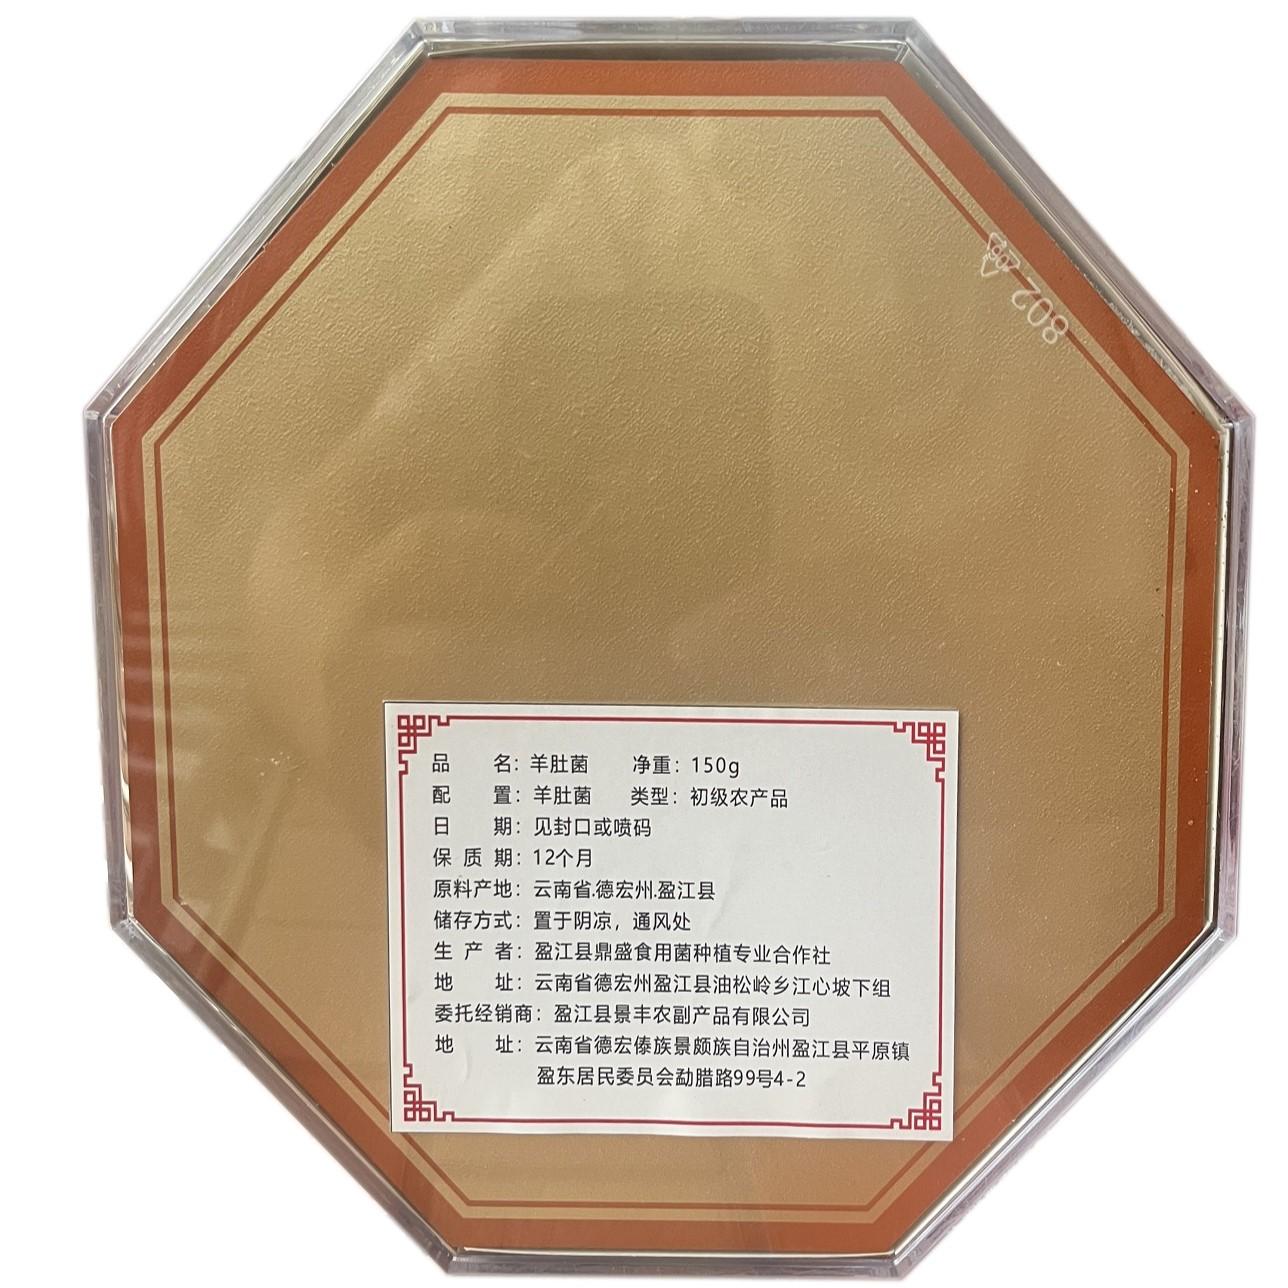 802
品 名：羊肚菌 净重：150g
配 置：羊肚菌 类型：初级农产品
日 期：见封口或喷码
保 质 期：12个月
原料产地：云南省.德宏州.盈江县
储存方式：置于阴凉，通风处
生 产 者：盈江县鼎盛食用菌种植专业合作社
地 址：云南省德宏州盈江县油松岭乡江心坡下组
委托经销商：盈江县景丰农副产品有限公司
地 址：云南省德宏傣族景颇族自治州盈江县平原镇
盈东居民委员会勐腊路99号4-2